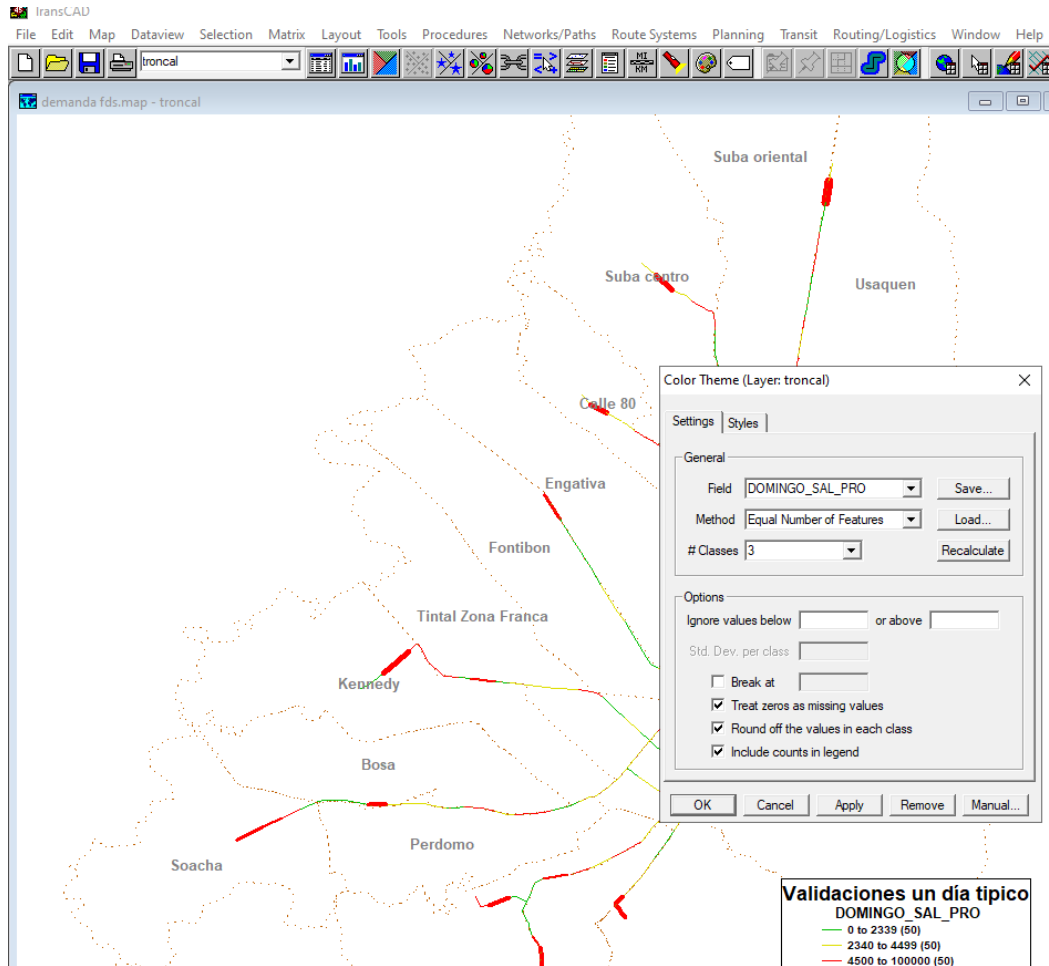 TransCAD
File Edit Map Dataview Selection Matrix Layout Tools Procedures Networks/Paths Route Systems Planning Transit Routing/Logistics Window Help
troncal
MI
KM
demanda fds.map - troncal
Suba oriental
Suba centro
Usaquen
Calle 80
Engativa
Fontibon
Tintal Zona Franca
Kennedy
Bosa
Perdomo
Soacha
Color Theme (Layer: troncal)
Settings Styles
General
Field DOMINGO_SAL_PRO Save...
Method Equal Number of Features Load...
# Classes 3 Recalculate
Options
Ignore values below or above
Std. Dev. per class
Break at
Treat zeros as missing values
Round off the values in each class
Include counts in legend
OK Cancel Apply Remove Manual...
Validaciones un día tipico
DOMINGO_SAL_PRO
0 to 2339 (50)
2340 to 4499 (50)
4500 to 100000 (50)